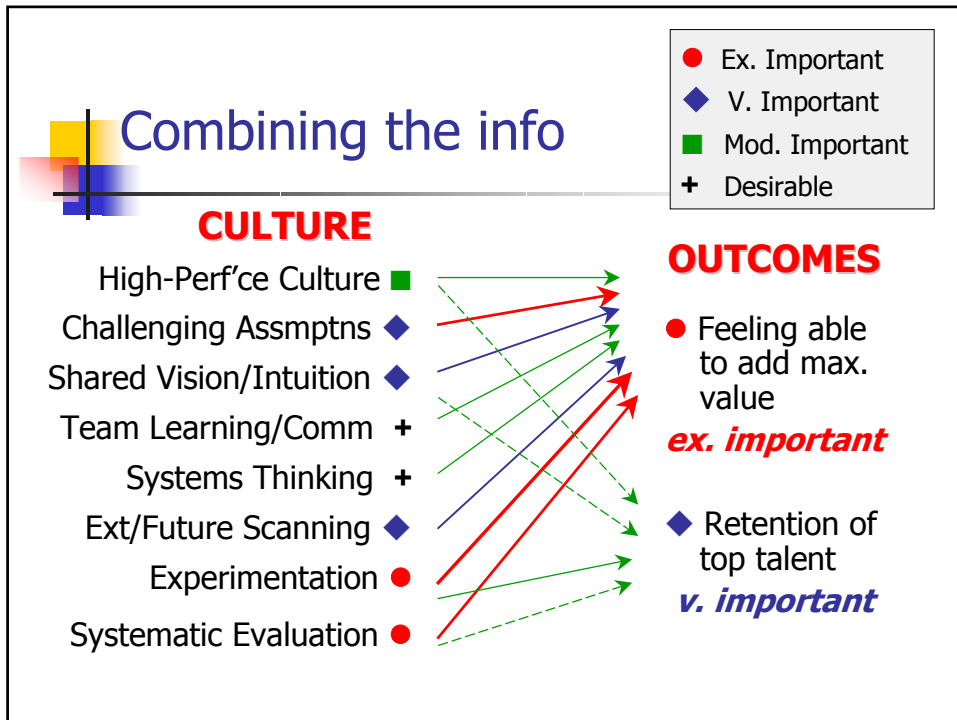 Combining the info
Ex. Important
V. Important
Mod. Important
+ Desirable
CULTURE
High-Perf’ce Culture
Challenging Assmptns
Shared Vision/Intuition
Team Learning/Comm +
Systems Thinking +
Ext/Future Scanning
Experimentation
Systematic Evaluation
OUTCOMES
Feeling able
to add max.
value
ex. important
Retention of
top talent
v. important